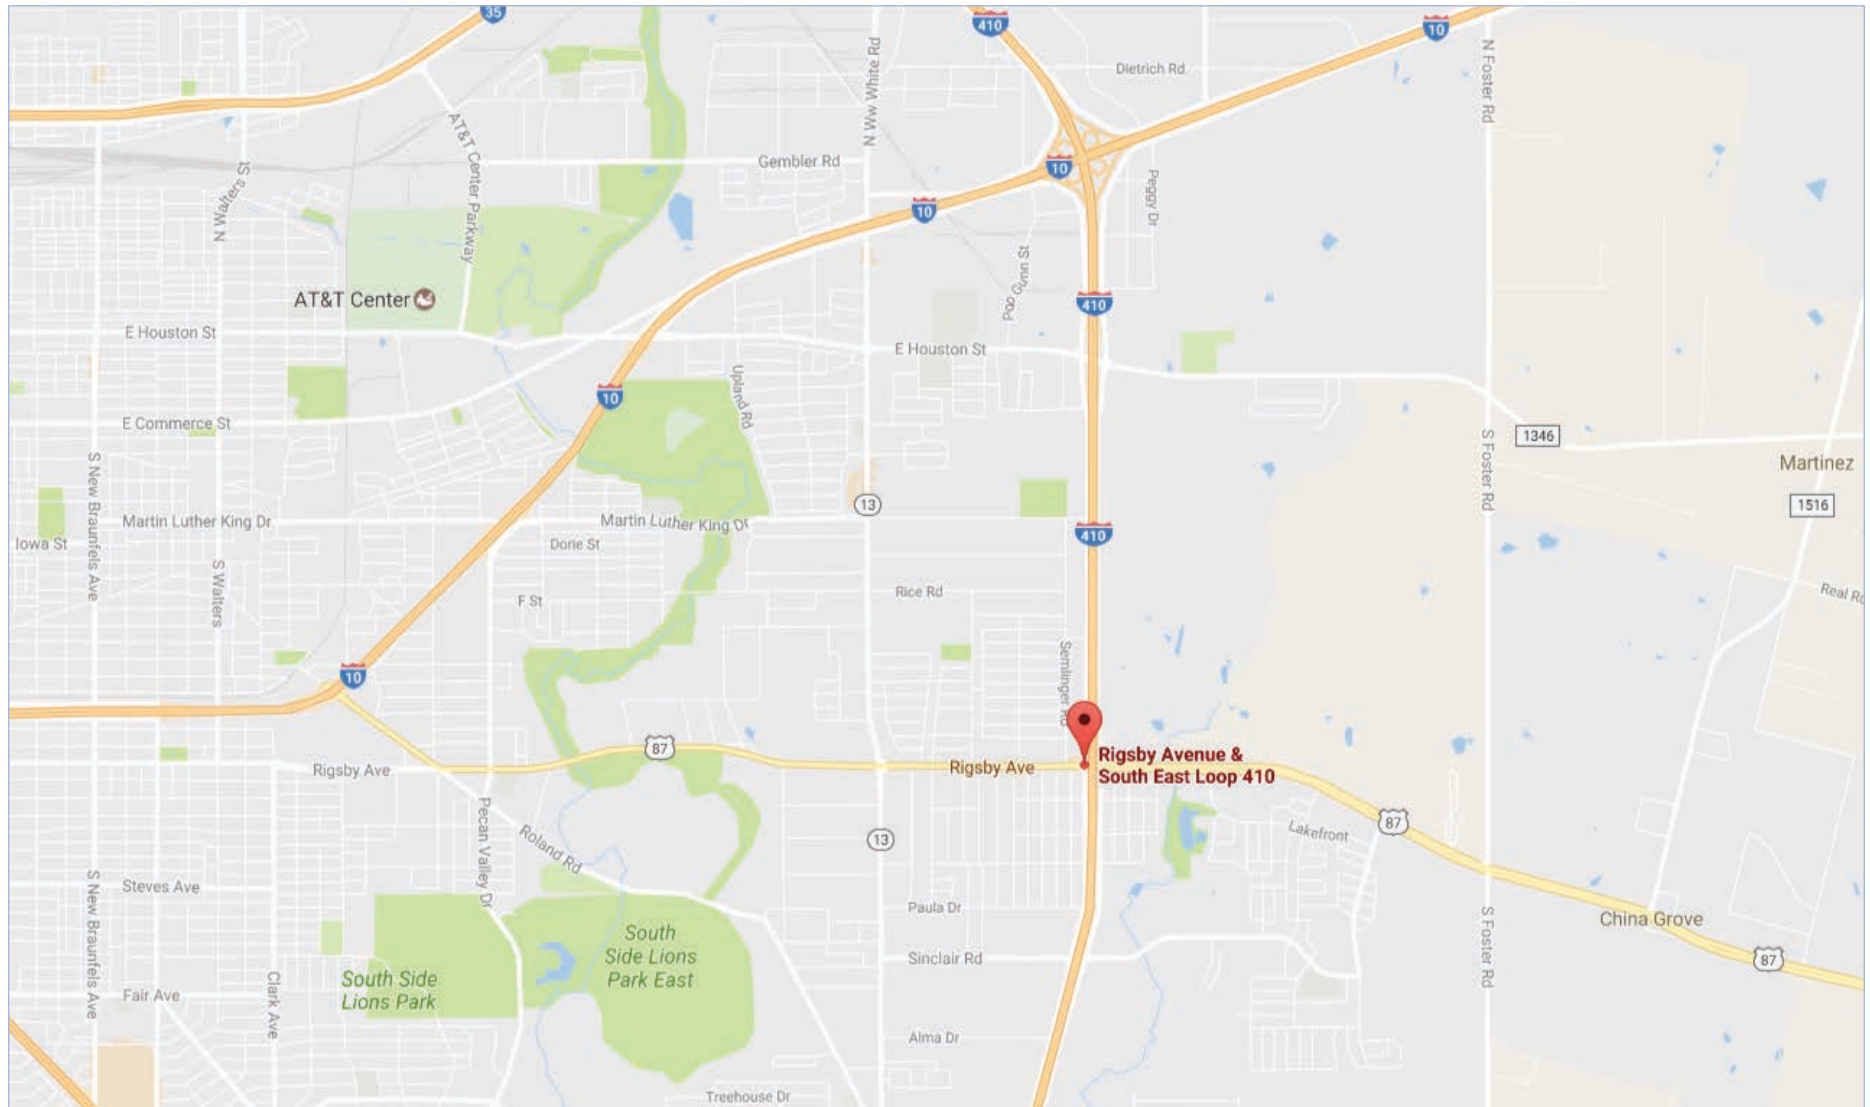 35
410
10
Dietrich Rd
N Foster Rd
N Ww White Rd
AT&T Center Parkway
Gembler Rd
10
N Walters St
Peggy Dr
10
Pop Gunn St
AT&T Center
410
E Houston St
E Houston St
Upland Rd
10
E Commerce St
1346
S Foster Rd
Martinez
S New Braunfels Ave
13
1516
Martin Luther King Dr
Martin Luther King Dr
410
Iowa St
Dorie St
S Walters
F St
Rice Rd
Real Rd
Semlinger Rd
10
87
Rigsby Avenue &
South East Loop 410
Rigsby Ave
Rigsby Ave
Pecan Valley Dr
Roland Rd
13
Lakefront
87
S New Braunfels Ave
Steves Ave
Paula Dr
China Grove
S Foster Rd
South
Side Lions
Park East
Sinclair Rd
87
South Side
Lions Park
Fair Ave
Clark Ave
Alma Dr
Treehouse Dr